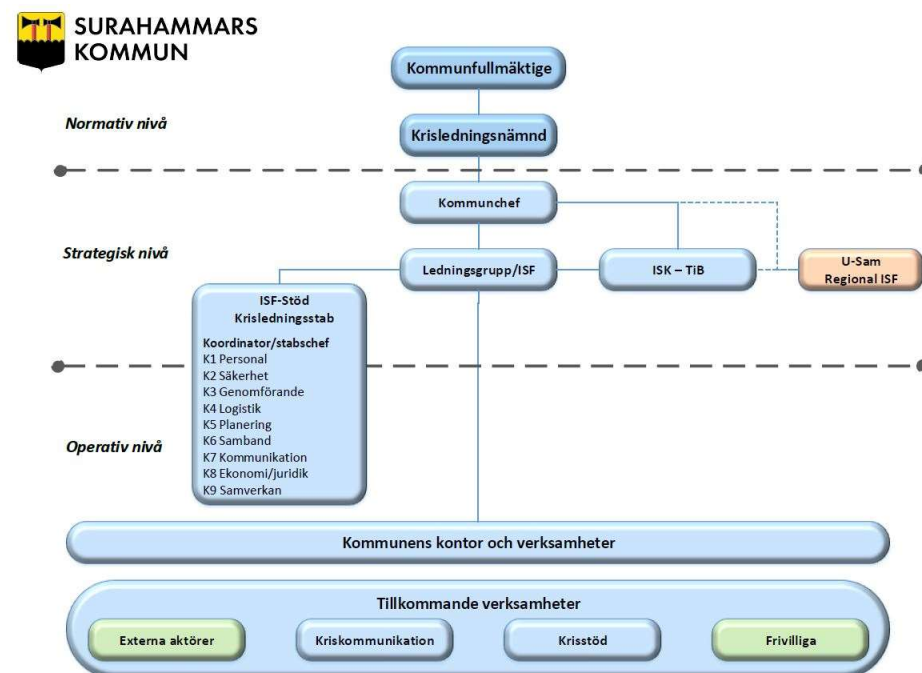 SURAHAMMARS
KOMMUN
Kommunfullmäktige
Normativ nivå
Krisledningsnämnd
Kommunchef
Strategisk nivå
Ledningsgrupp/ISF
ISK – TiB
U-Sam
Regional ISF
ISF-Stöd
Krisledningsstab
Koordinator/stabschef
K1 Personal
K2 Säkerhet
K3 Genomförande
K4 Logistik
K5 Planering
K6 Samband
K7 Kommunikation
K8 Ekonomi/juridik
K9 Samverkan
Operativ nivå
Kommunens kontor och verksamheter
Tillkommande verksamheter
Externa aktörer
Kriskommunikation
Krisstöd
Frivilliga